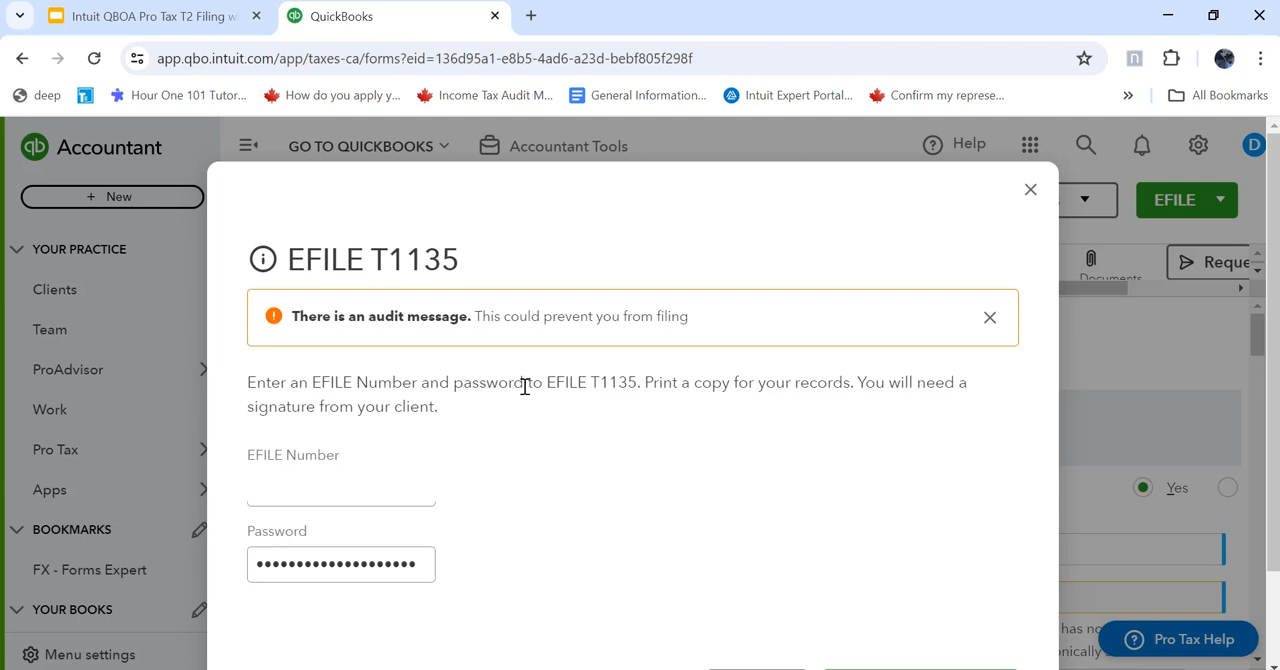 Intuit QBOA Pro Tax T2 Filing w
QuickBooks
app.qbo.intuit.com/app/taxes-ca/forms?eid=136d95a1-e8b5-4ad6-a23d-bebf805f298f
deep
Hour One 101 Tutor...
How do you apply y...
Income Tax Audit M...
General Information...
Intuit Expert Portal...
Confirm my represe...
»
All Bookmarks
qb Accountant
GO TO QUICKBOOKS
Accountant Tools
Help
D
+ New
EFILE
YOUR PRACTICE
Clients
Documents
Reque
Team
ProAdvisor
Work
Pro Tax
Apps
BOOKMARKS
FX - Forms Expert
YOUR BOOKS
Menu settings
EFILE T1135
There is an audit message. This could prevent you from filing
Enter an EFILE Number and password to EFILE T1135. Print a copy for your records. You will need a
signature from your client.
EFILE Number
Password
••••••••••••••••••••
Yes
has no
Pro Tax Help